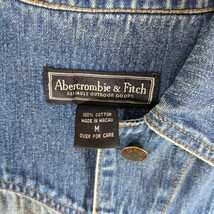 Abercrombie & Fitch
RELIABLE OUTDOOR GOODS
100% COTTON
MADE IN MACAU
M
OVER FOR CARE